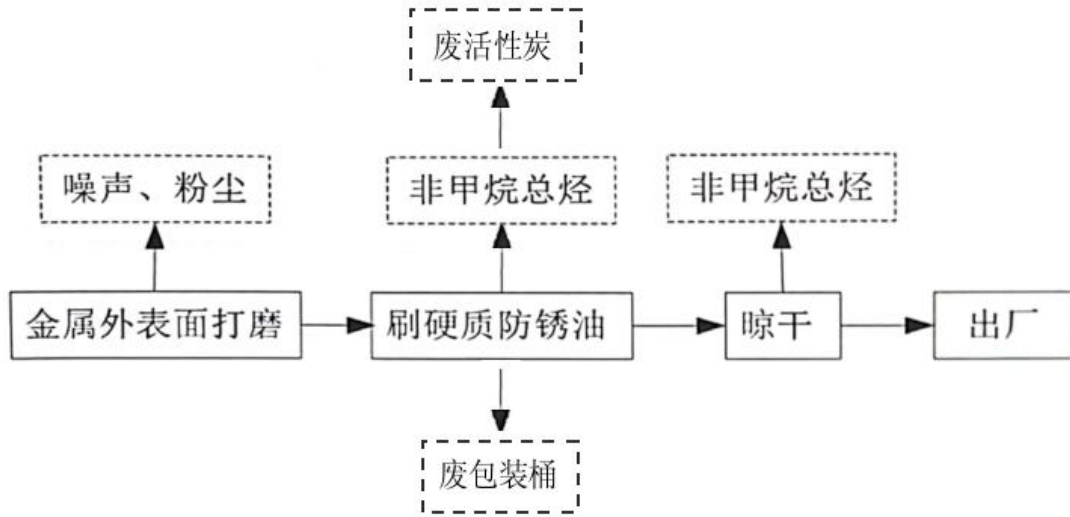 废活性炭
噪声、粉尘
非甲烷总烃
非甲烷总烃
金属外表面打磨
刷硬质防锈油
晾干
出厂
废包装桶